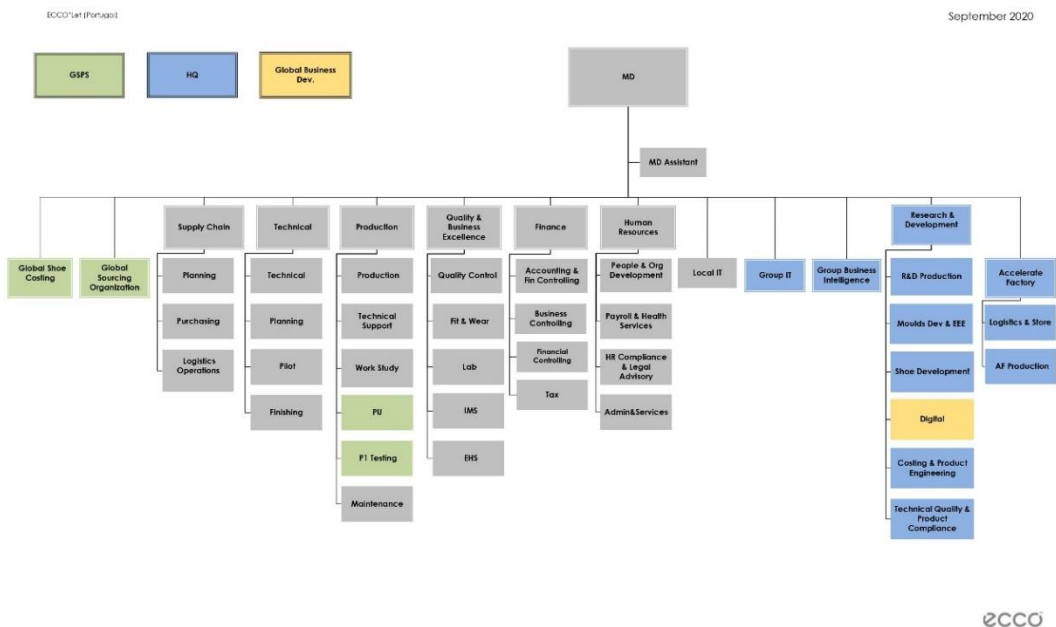 ECCO'Let (Portugal)
September 2020
GSPS
HQ
Global Business
Dev.
MD
MD Assistant
Supply Chain
Technical
Production
Quality &
Business
Excellence
Finance
Human
Resources
Research &
Development
Global Shoe
Costing
Global
Sourcing
Organization
Planning
Technical
Production
Quality Control
Accounting &
Fin Controlling
People & Org
Development
Local IT
Group IT
Group Business
Intelligence
R&D Production
Accelerate
Factory
Purchasing
Planning
Technical
Support
Fit & Wear
Business
Controlling
Payroll & Health
Services
Moulds Dev & EEE
Logistics & Store
Logistics
Operations
Pilot
Work Study
Lab
Financial
Controlling
HR Compliance
& Legal
Advisory
Shoe Development
AF Production
Finishing
PU
IMS
Tax
Admin&Services
Digital
P1 Testing
EHS
Costing & Product
Engineering
Maintenance
Technical Quality &
Product
Compliance
ecco